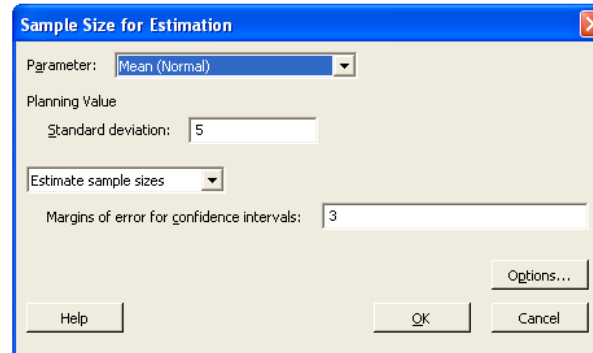 Sample Size for Estimation
Parameter: Mean (Normal)
Planning Value
Standard deviation: 5
Estimate sample sizes
Margins of error for confidence intervals: 3
Options...
Help OK Cancel